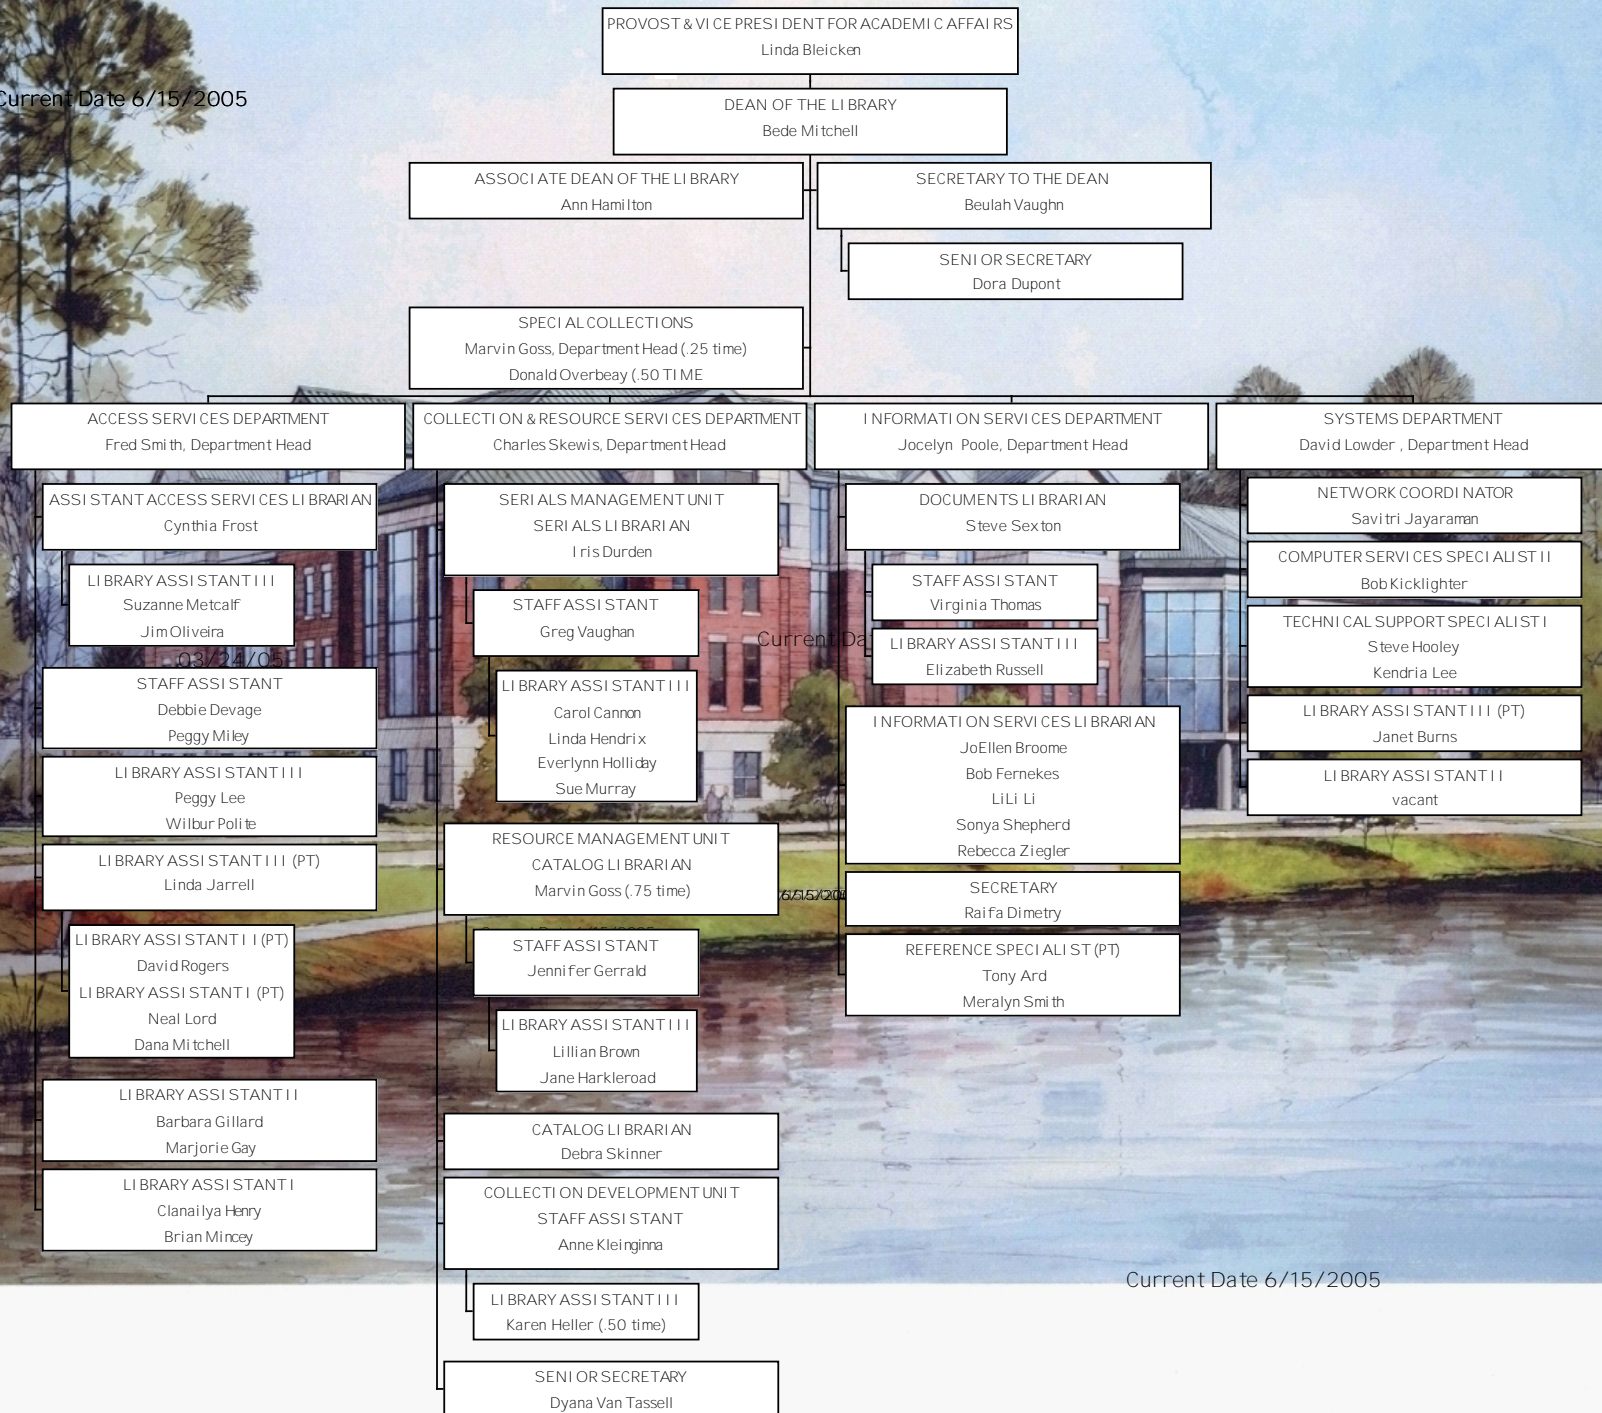 PROVOST & VICE PRESIDENT FOR ACADEMIC AFFAIRS
Linda Bleicken
Current Date 6/15/2005
DEAN OF THE LIBRARY
Bede Mitchell
ASSOCIATE DEAN OF THE LIBRARY
Ann Hamilton
SECRETARY TO THE DEAN
Beulah Vaughn
SENIOR SECRETARY
Dora Dupont
SPECIAL COLLECTIONS
Marvin Goss, Department Head (.25 time)
Donald Overbeay (.50 TIME
ACCESS SERVICES DEPARTMENT
Fred Smith, Department Head
ASSISTANT ACCESS SERVICES LIBRARIAN
Cynthia Frost
LIBRARY ASSISTANT III
Suzanne Metcalf
Jim Oliveira
03/24/05
STAFF ASSISTANT
Debbie Devage
Peggy Miley
LIBRARY ASSISTANT III
Peggy Lee
Wilbur Polite
LIBRARY ASSISTANT III (PT)
Linda Jarrell
LIBRARY ASSISTANT II (PT)
David Rogers
LIBRARY ASSISTANT I (PT)
Neal Lord
Dana Mitchell
LIBRARY ASSISTANT II
Barbara Gillard
Marjorie Gay
LIBRARY ASSISTANT I
Clanailya Henry
Brian Mincey
COLLECTION & RESOURCE SERVICES DEPARTMENT
Charles Skewis, Department Head
SERIALS MANAGEMENT UNIT
SERIALS LIBRARIAN
Iris Durden
STAFF ASSISTANT
Greg Vaughan
LIBRARY ASSISTANT III
Carol Cannon
Linda Hendrix
Everlynn Holliday
Sue Murray
RESOURCE MANAGEMENT UNIT
CATALOG LIBRARIAN
Marvin Goss (.75 time)
STAFF ASSISTANT
Jennifer Gerrald
LIBRARY ASSISTANT III
Lillian Brown
Jane Harkleroad
CATALOG LIBRARIAN
Debra Skinner
COLLECTION DEVELOPMENT UNIT
STAFF ASSISTANT
Anne Kleinginna
LIBRARY ASSISTANT III
Karen Heller (.50 time)
SENIOR SECRETARY
Dyana Van Tassell
INFORMATION SERVICES DEPARTMENT
Jocelyn Poole, Department Head
DOCUMENTS LIBRARIAN
Steve Sexton
STAFF ASSISTANT
Virginia Thomas
Current Da
LIBRARY ASSISTANT III
Elizabeth Russell
INFORMATION SERVICES LIBRARIAN
JoEllen Broome
Bob Fernekes
LiLi Li
Sonya Shepherd
Rebecca Ziegler
SECRETARY
Raifa Dimetry
REFERENCE SPECIALIST (PT)
Tony Ard
Meralyn Smith
SYSTEMS DEPARTMENT
David Lowder , Department Head
NETWORK COORDINATOR
Savitri Jayaraman
COMPUTER SERVICES SPECIALIST II
Bob Kicklighter
TECHNICAL SUPPORT SPECIALIST I
Steve Hooley
Kendria Lee
LIBRARY ASSISTANT III (PT)
Janet Burns
LIBRARY ASSISTANT II
vacant
Current Date 6/15/2005